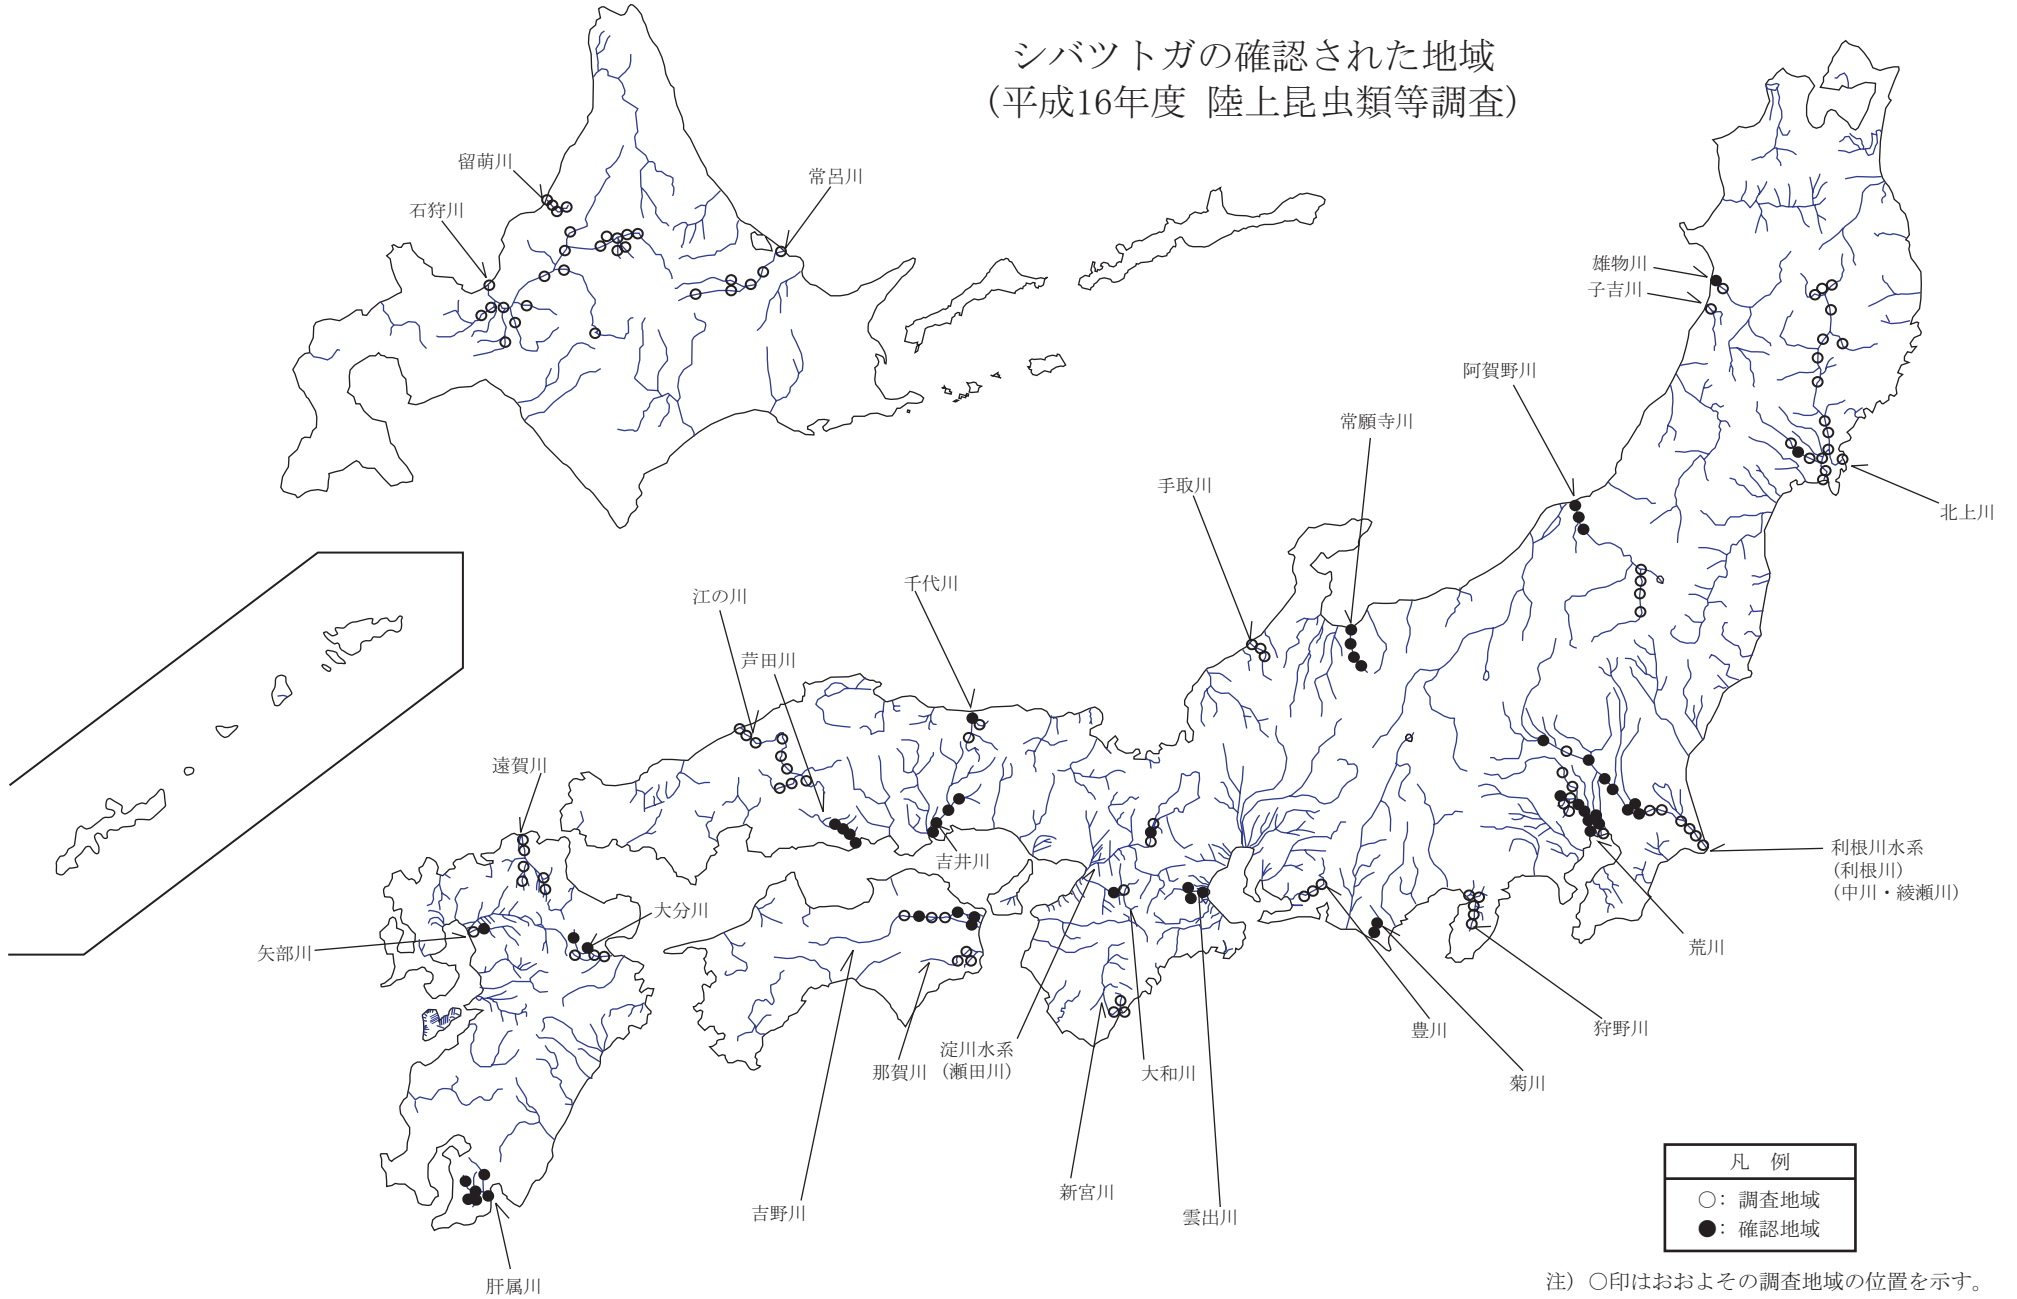 シバツトガの確認された地域
（平成16年度 陸上昆虫類等調査）
留萌川
石狩川
常呂川
雄物川
子吉川
阿賀野川
常願寺川
手取川
北上川
千代川
江の川
芦田川
遠賀川
吉井川
大分川
矢部川
利根川水系
（利根川）
（中川・綾瀬川）
荒川
狩野川
豊川
菊川
淀川水系
（瀬田川）
那賀川
大和川
新宮川
雲出川
吉野川
肝属川
凡 例
○：調査地域
●：確認地域
注）○印はおおよその調査地域の位置を示す。